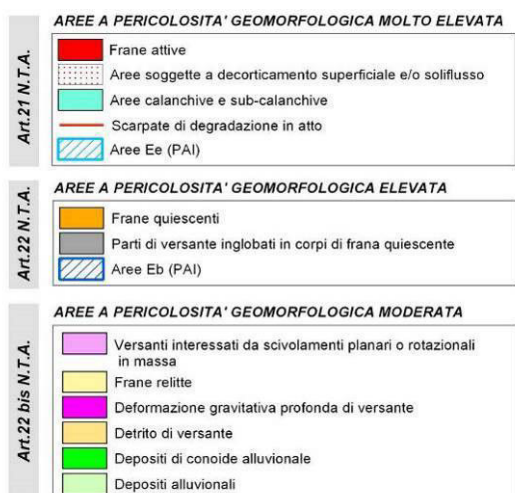 AREE A PERICOLOSITA' GEOMORFOLOGICA MOLTO ELEVATA
Art.21 N.T.A.
Frane attive
Aree soggette a decorticamento superficiale e/o soliflusso
Aree calanchive e sub-calanchive
Scarpate di degradazione in atto
Aree Ee (PAI)
AREE A PERICOLOSITA' GEOMORFOLOGICA ELEVATA
Art.22 N.T.A.
Frane quiescenti
Parti di versante inglobati in corpi di frana quiescente
Aree Eb (PAI)
AREE A PERICOLOSITA' GEOMORFOLOGICA MODERATA
Art.22 bis N.T.A.
Versanti interessati da scivolamenti planari o rotazionali
in massa
Frane relitte
Deformazione gravitativa profonda di versante
Detrito di versante
Depositi di conoide alluvionale
Depositi alluvionali